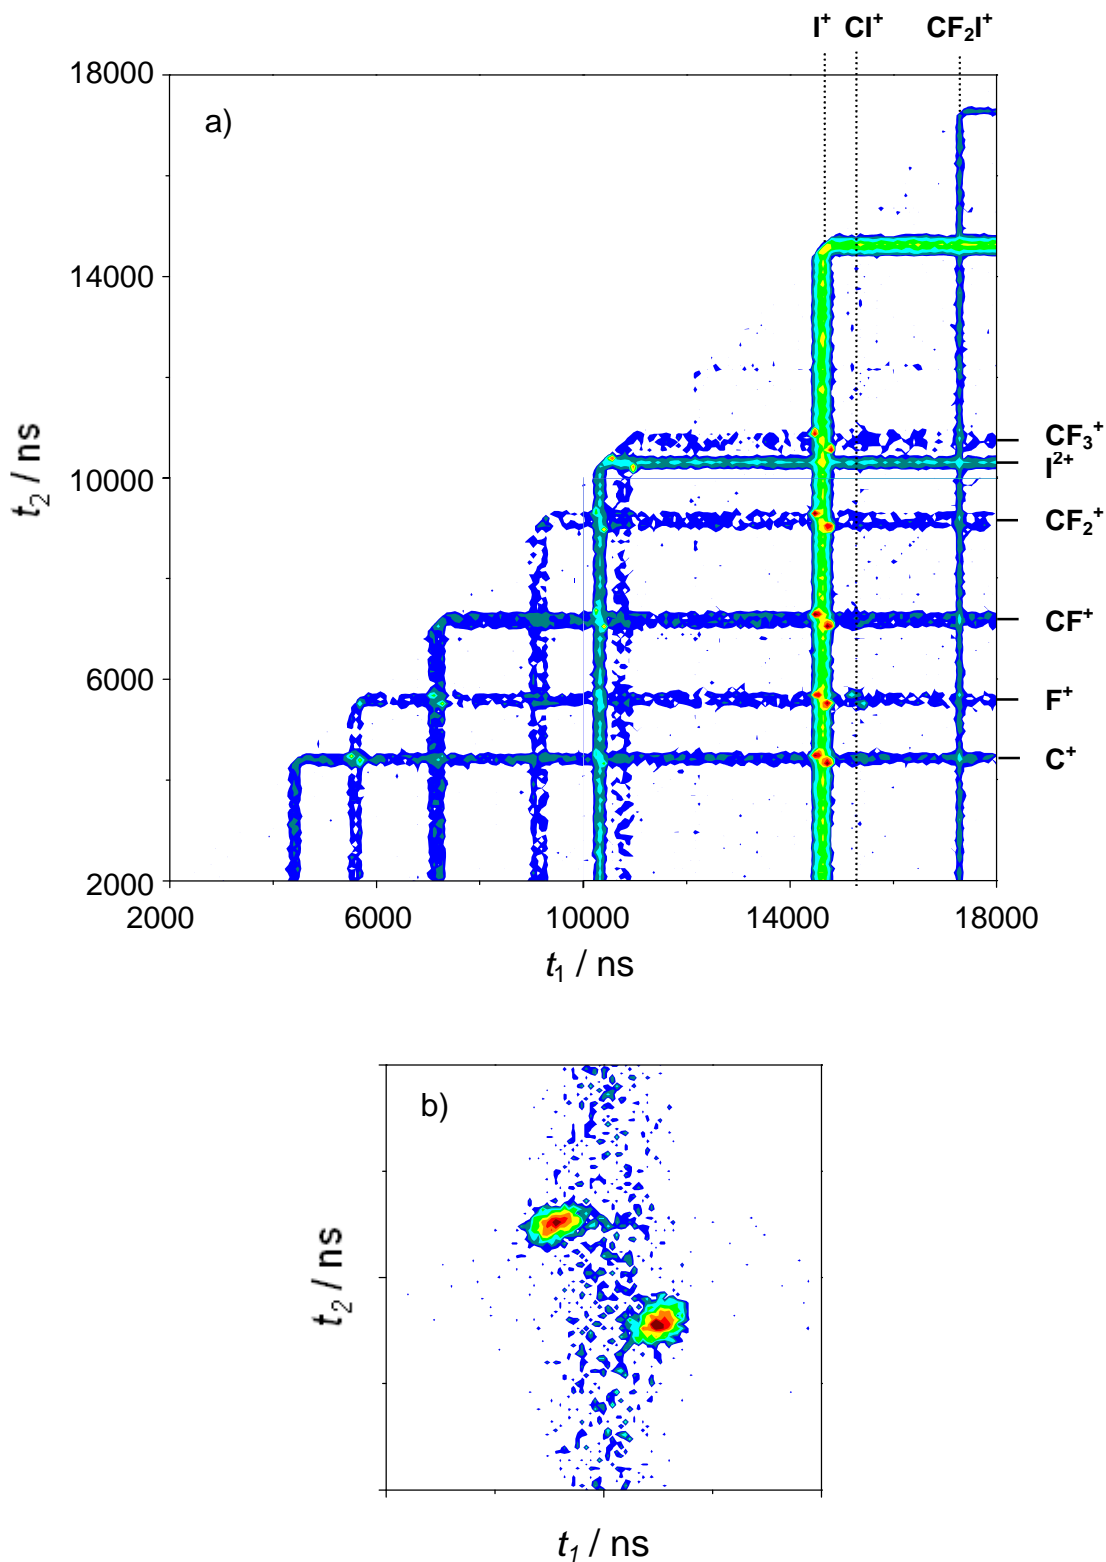 I⁺ CI⁺ CF₂I⁺
18000
a)
14000
CF₃⁺
I²⁺
10000
CF₂⁺
t₂ / ns
CF⁺
6000
F⁺
C⁺
2000
2000 6000 10000 14000 18000
t₁ / ns
b)
t₂ / ns
t₁ / ns